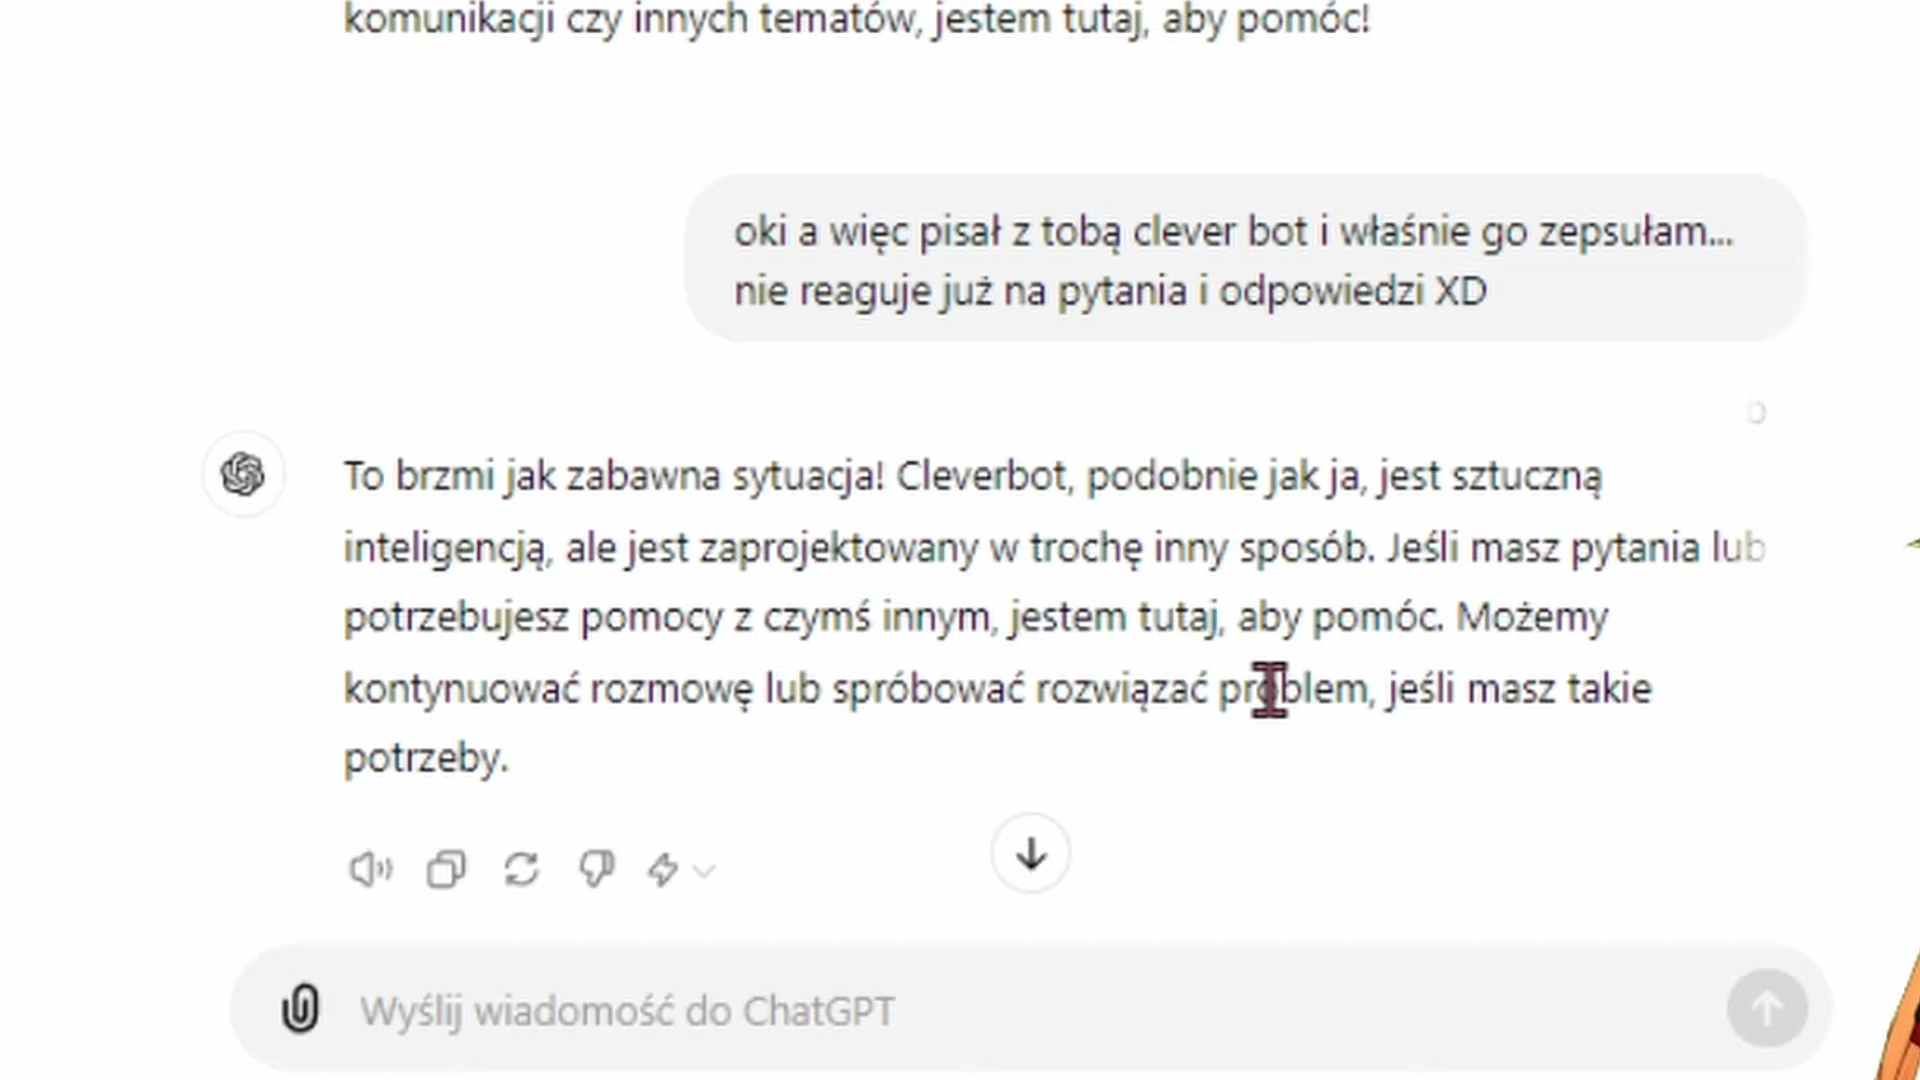 komunikacji czy innych tematów, jestem tutaj, aby pomóc!
oki a więc pisał z tobą clever bot i właśnie go zepsułam...
nie reaguje już na pytania i odpowiedzi XD
To brzmi jak zabawna sytuacja! Cleverbot, podobnie jak ja, jest sztuczną
inteligencją, ale jest zaprojektowany w trochę inny sposób. Jeśli masz pytania lub
potrzebujesz pomocy z czymś innym, jestem tutaj, aby pomóc. Możemy
kontynuować rozmowę lub spróbować rozwiązać problem, jeśli masz takie
potrzeby.
Wyślij wiadomość do ChatGPT